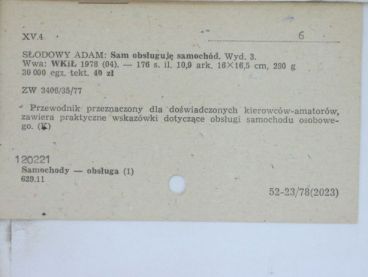 XV.4
6
SŁODOWY ADAM: Sam obsługuję samochód. Wyd. 3.
Wwa: WKiŁ 1978 (04). — 176 s. il. 10,9 ark. 16×16,5 cm, 280 g
30 000 egz. tekt. 40 zł
ZW 3406/35/77
Przewodnik przeznaczony dla doświadczonych kierowców-amatorów,
zawiera praktyczne wskazówki dotyczące obsługi samochodu osobowe-
go. (K)
120221
Samochody — obsługa (1)
629.11
52-23/78(2023)